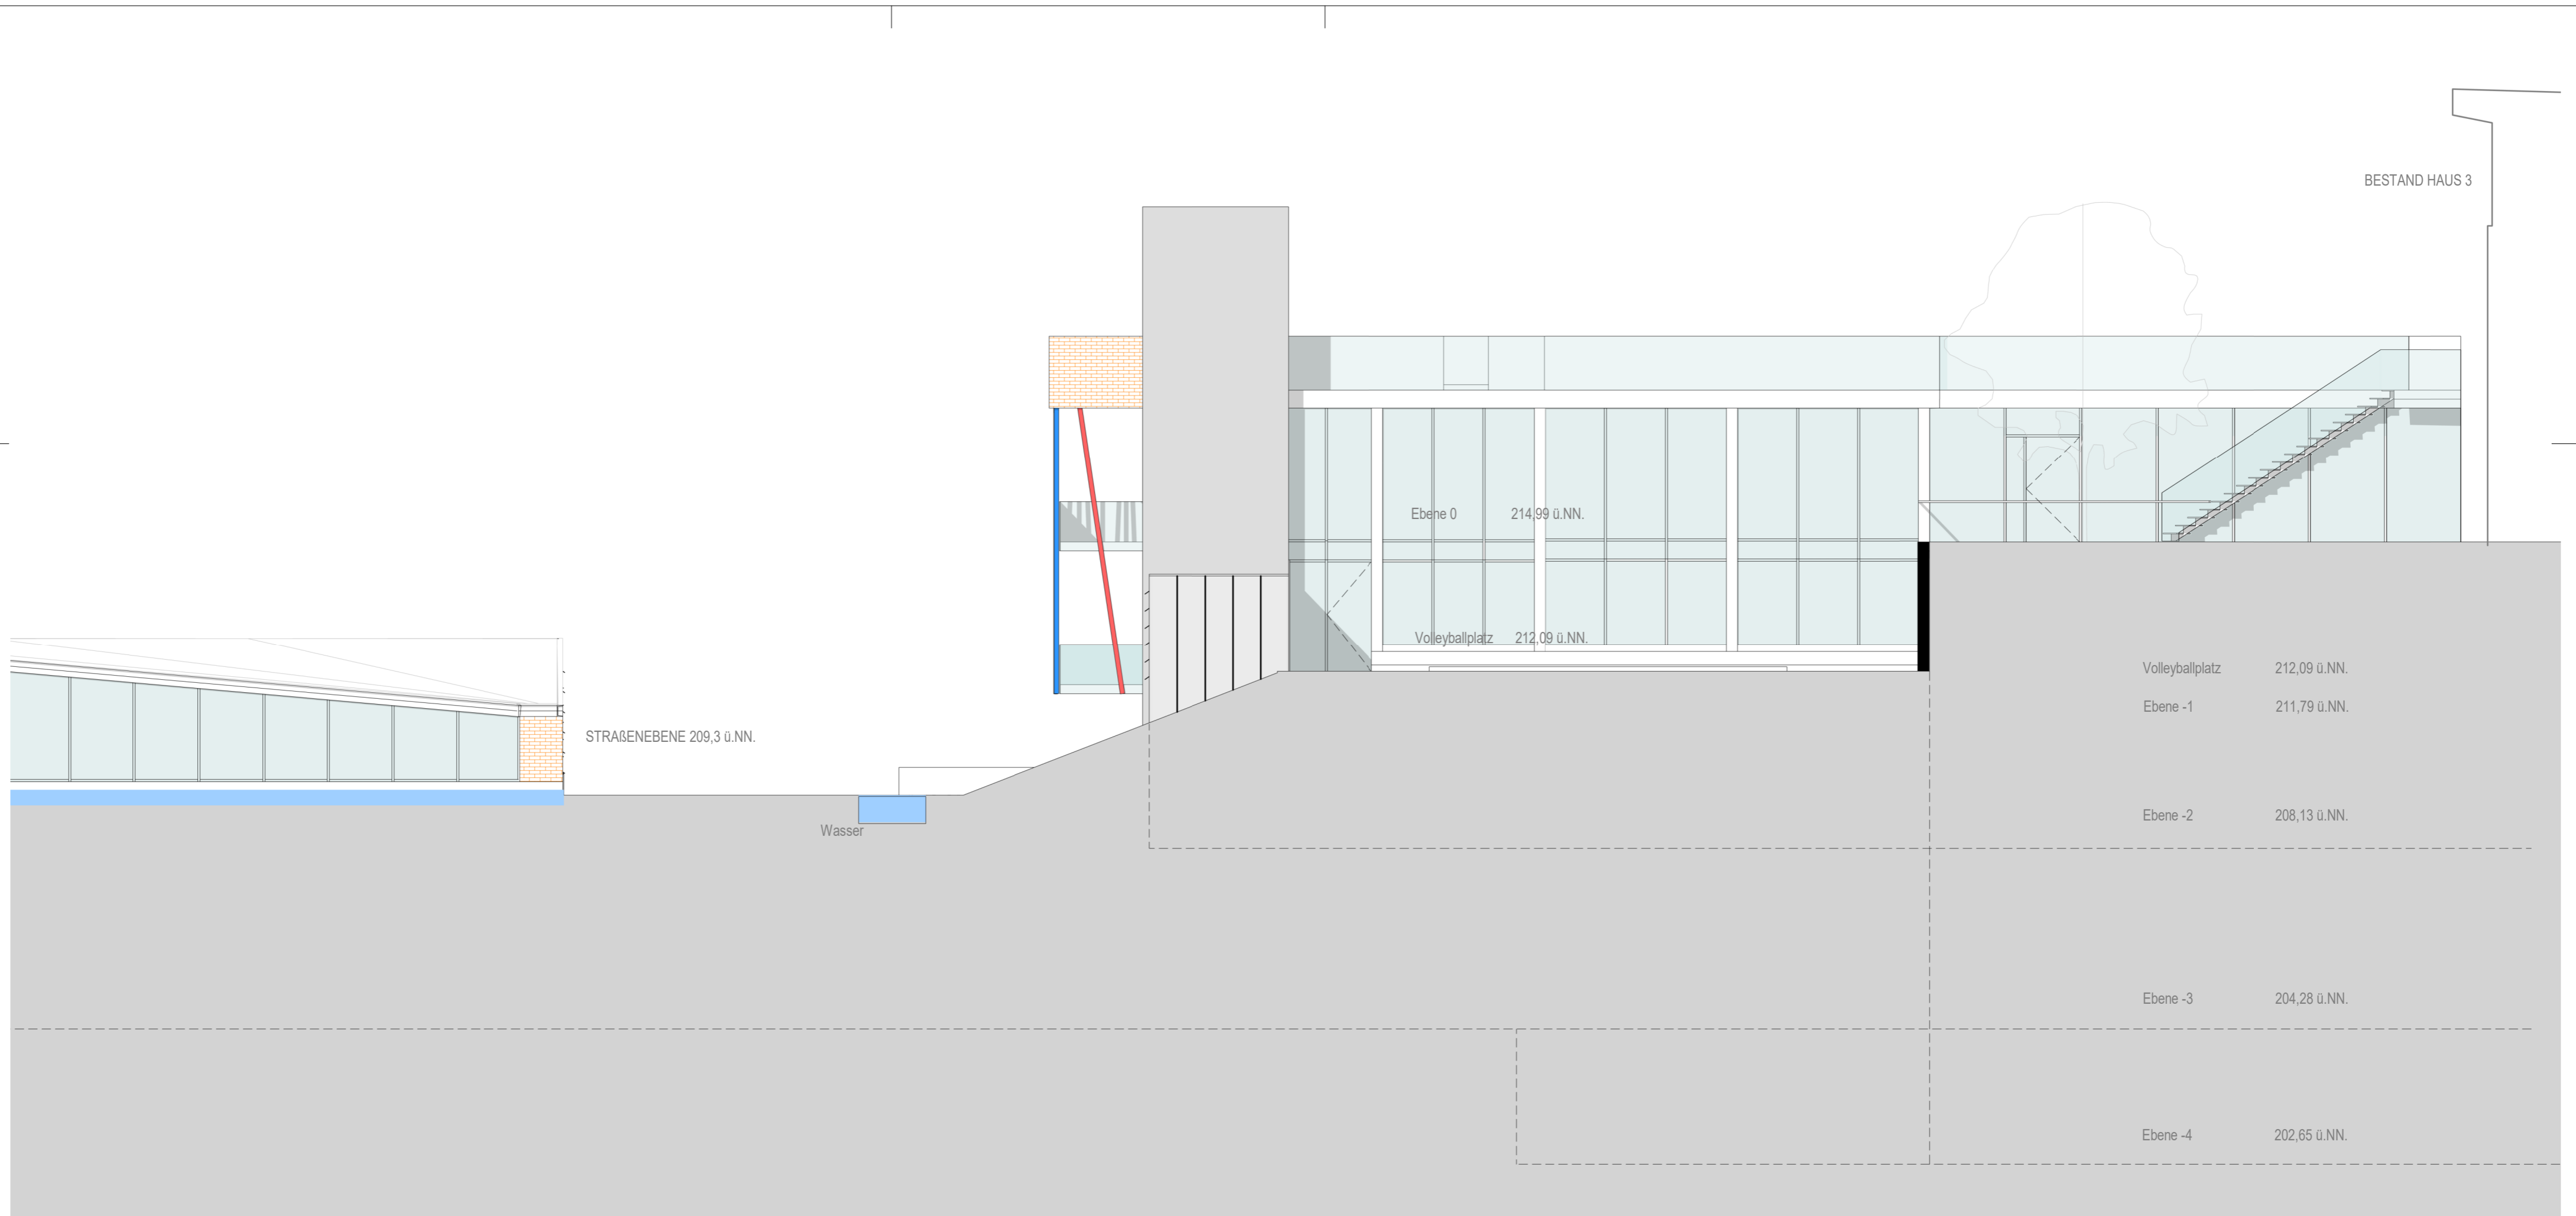 BESTAND HAUS 3
Ebene 0 214,99 ü.NN.
Volleyballplatz 212,09 ü.NN.
Volleyballplatz 212,09 ü.NN.
Ebene -1 211,79 ü.NN.
STRAßENEBENE 209,3 ü.NN.
Ebene -2 208,13 ü.NN.
Wasser
Ebene -3 204,28 ü.NN.
Ebene -4 202,65 ü.NN.